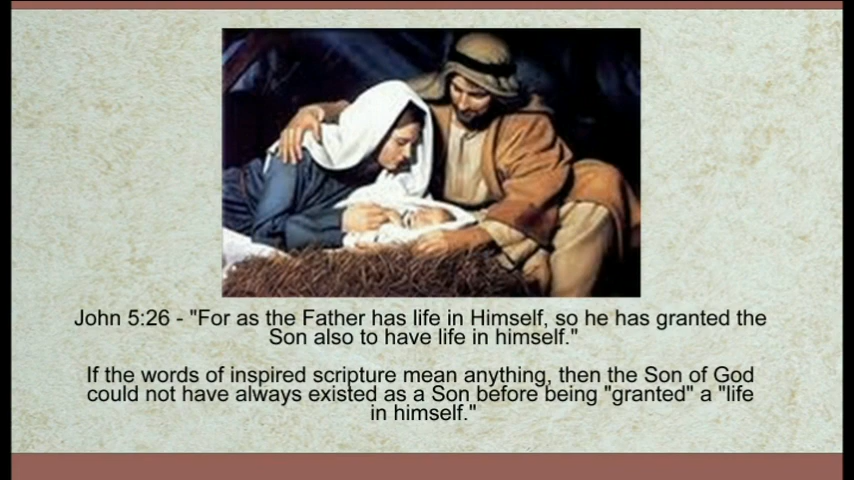 John 5:26 - "For as the Father has life in Himself, so he has granted the
Son also to have life in himself."
If the words of inspired scripture mean anything, then the Son of God
could not have always existed as a Son before being "granted" a "life
in himself."